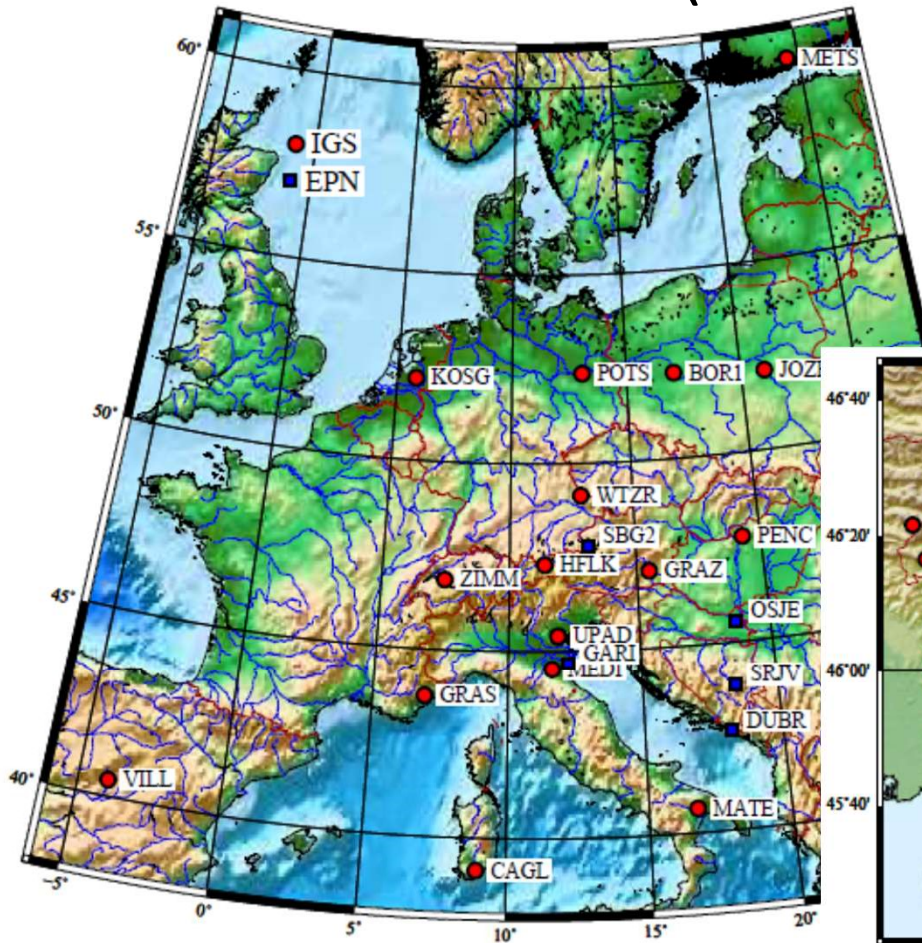 60°
METS
IGS
EPN
55°
KOSG
POTS
BOR1
46°40'
50°
WTZR
SBG2
PENC
46°20'
HFLK
GRAZ
ZIMM
OSJE
45°
UPAD
GARI
MEDI
46°00'
SRJV
GRAS
DUBR
40°
VILL
45°40'
MATE
CAGL
-5°
0°
5°
10°
15°
20°